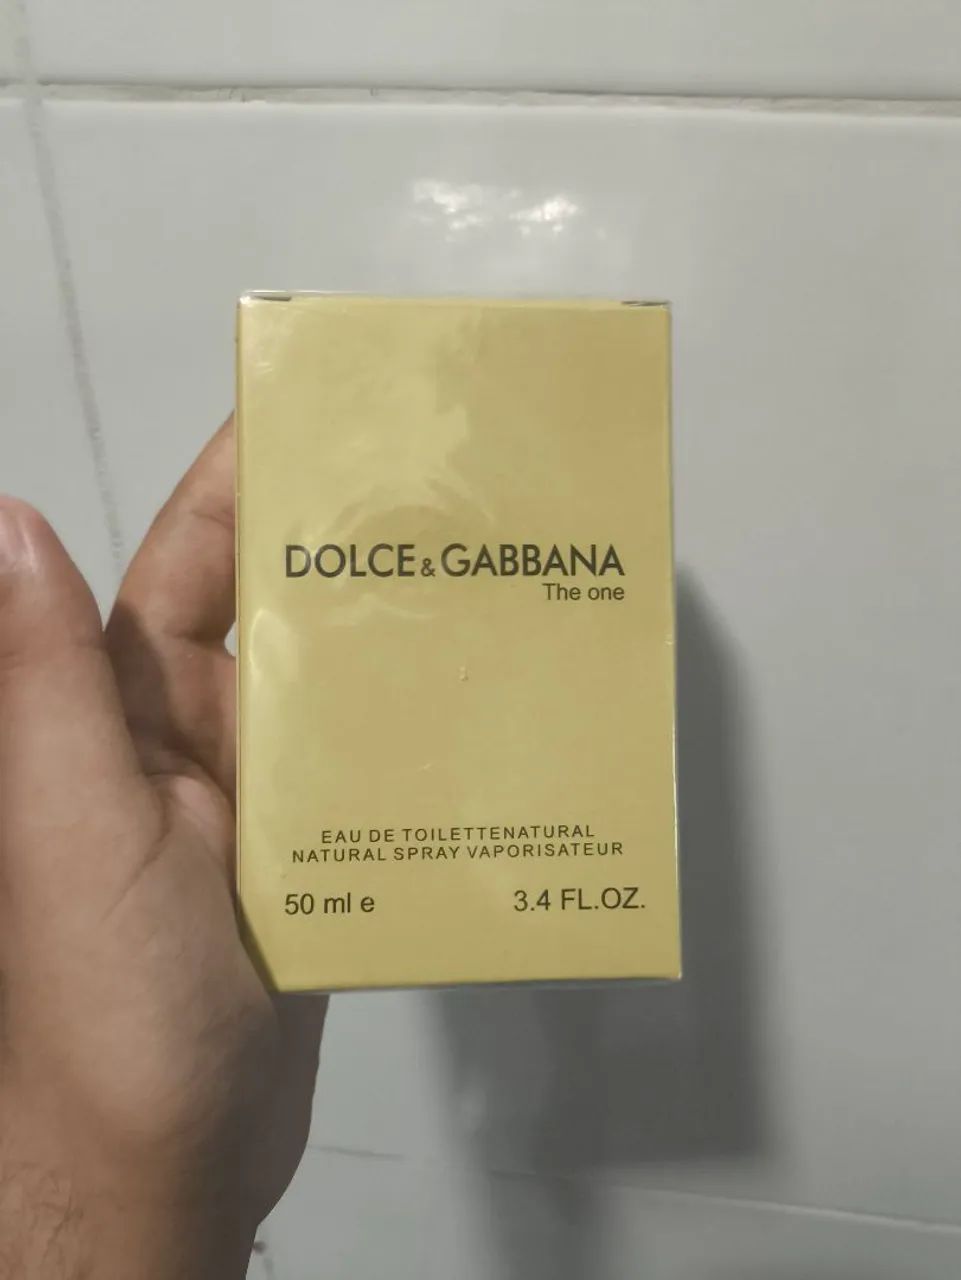 DOLCE&GABBANA
The one
EAU DE TOILETTENATURAL
NATURAL SPRAY VAPORISATEUR
50 ml e 3.4 FL.OZ.